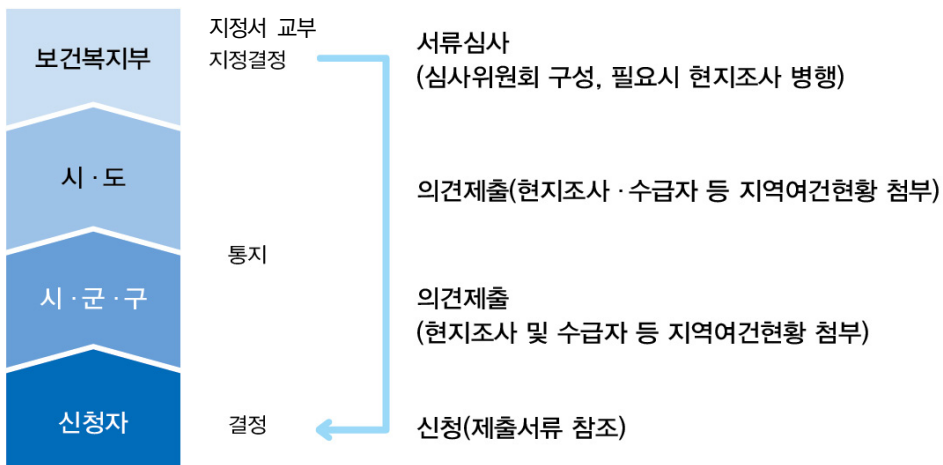 보건복지부
지정서 교부
지정결정
서류심사
(심사위원회 구성, 필요시 현지조사 병행)
시·도
의견제출(현지조사·수급자 등 지역여건현황 첨부)
통지
시·군·구
의견제출
(현지조사 및 수급자 등 지역여건현황 첨부)
신청자
결정
신청(제출서류 참조)